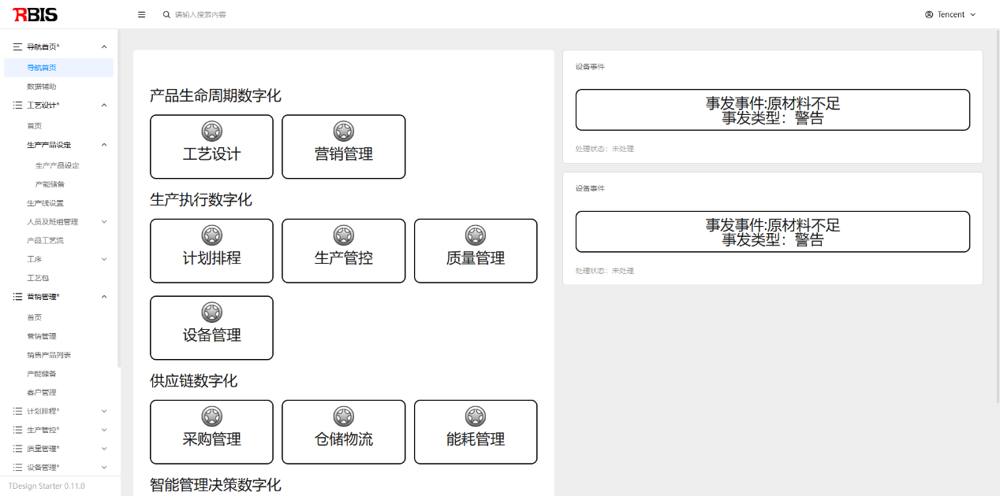 RBIS
请输入搜索内容
Tencent
导航首页*
导航首页
数据辅助
工艺设计*
首页
生产产品设定
生产产品设定
产能储备
生产线设置
人员及班组管理
产品工艺流
工序
工艺包
营销管理*
首页
营销管理
销售产品列表
产能储备
客户管理
计划排程*
生产管控*
质量管理*
设备管理*
TDesign Starter 0.11.0
产品生命周期数字化
工艺设计
营销管理
生产执行数字化
计划排程
生产管控
质量管理
设备管理
供应链数字化
采购管理
仓储物流
能耗管理
智能管理决策数字化
设备事件
事发事件:原材料不足
事发类型：警告
处理状态：未处理
设备事件
事发事件:原材料不足
事发类型：警告
处理状态：未处理